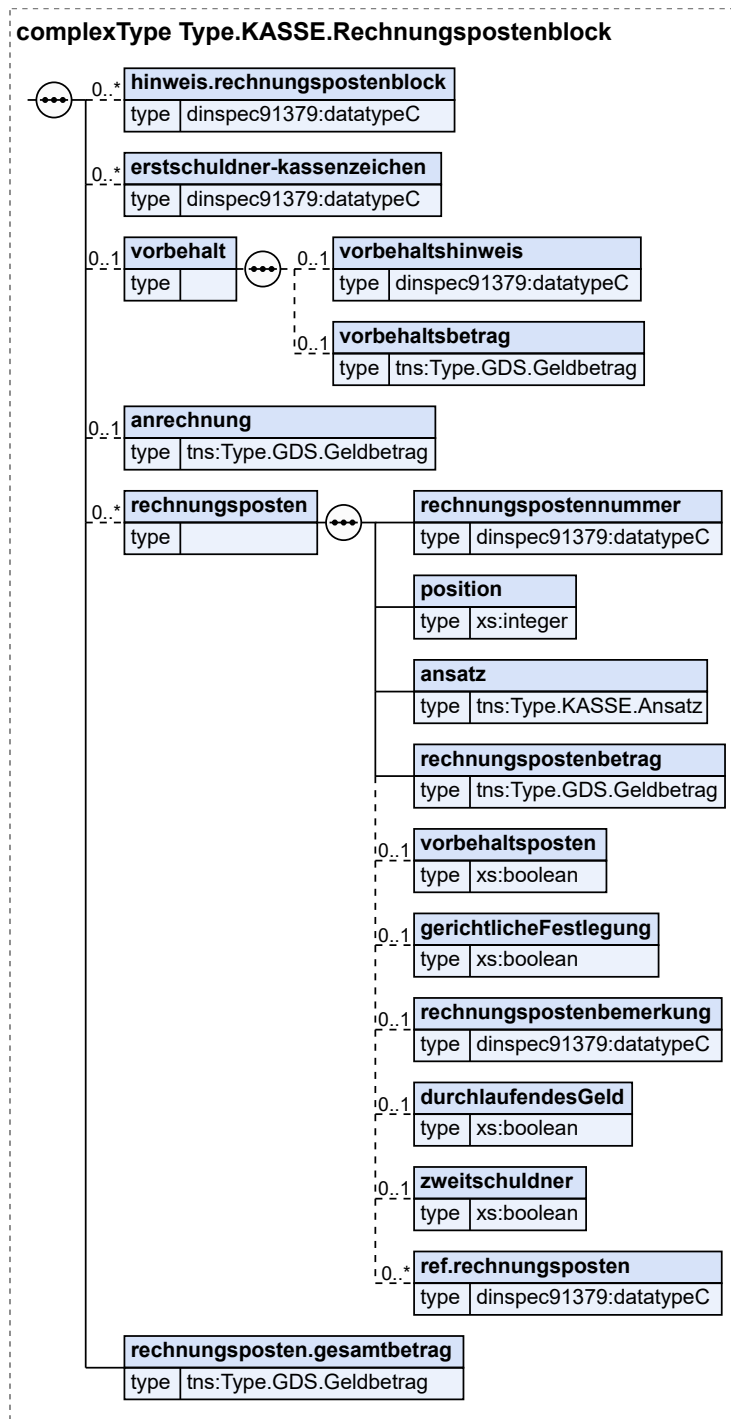 complexType Type.KASSE.Rechnungspostenblock
0..*
hinweis.rechnungspostenblock
type dinspec91379:datatypeC
0..*
erstschuldner-kassenzeichen
type dinspec91379:datatypeC
0..1
vorbehalt
type
0..1
vorbehaltshinweis
type dinspec91379:datatypeC
0..1
vorbehaltsbetrag
type tns:Type.GDS.Geldbetrag
0..1
anrechnung
type tns:Type.GDS.Geldbetrag
0..*
rechnungsposten
type
rechnungspostennummer
type dinspec91379:datatypeC
position
type xs:integer
ansatz
type tns:Type.KASSE.Ansatz
rechnungspostenbetrag
type tns:Type.GDS.Geldbetrag
0..1
vorbehaltsposten
type xs:boolean
0..1
gerichtlicheFestlegung
type xs:boolean
0..1
rechnungspostenbemerkung
type dinspec91379:datatypeC
0..1
durchlaufendesGeld
type xs:boolean
0..1
zweitschuldner
type xs:boolean
0..*
ref.rechnungsposten
type dinspec91379:datatypeC
rechnungsposten.gesamtbetrag
type tns:Type.GDS.Geldbetrag